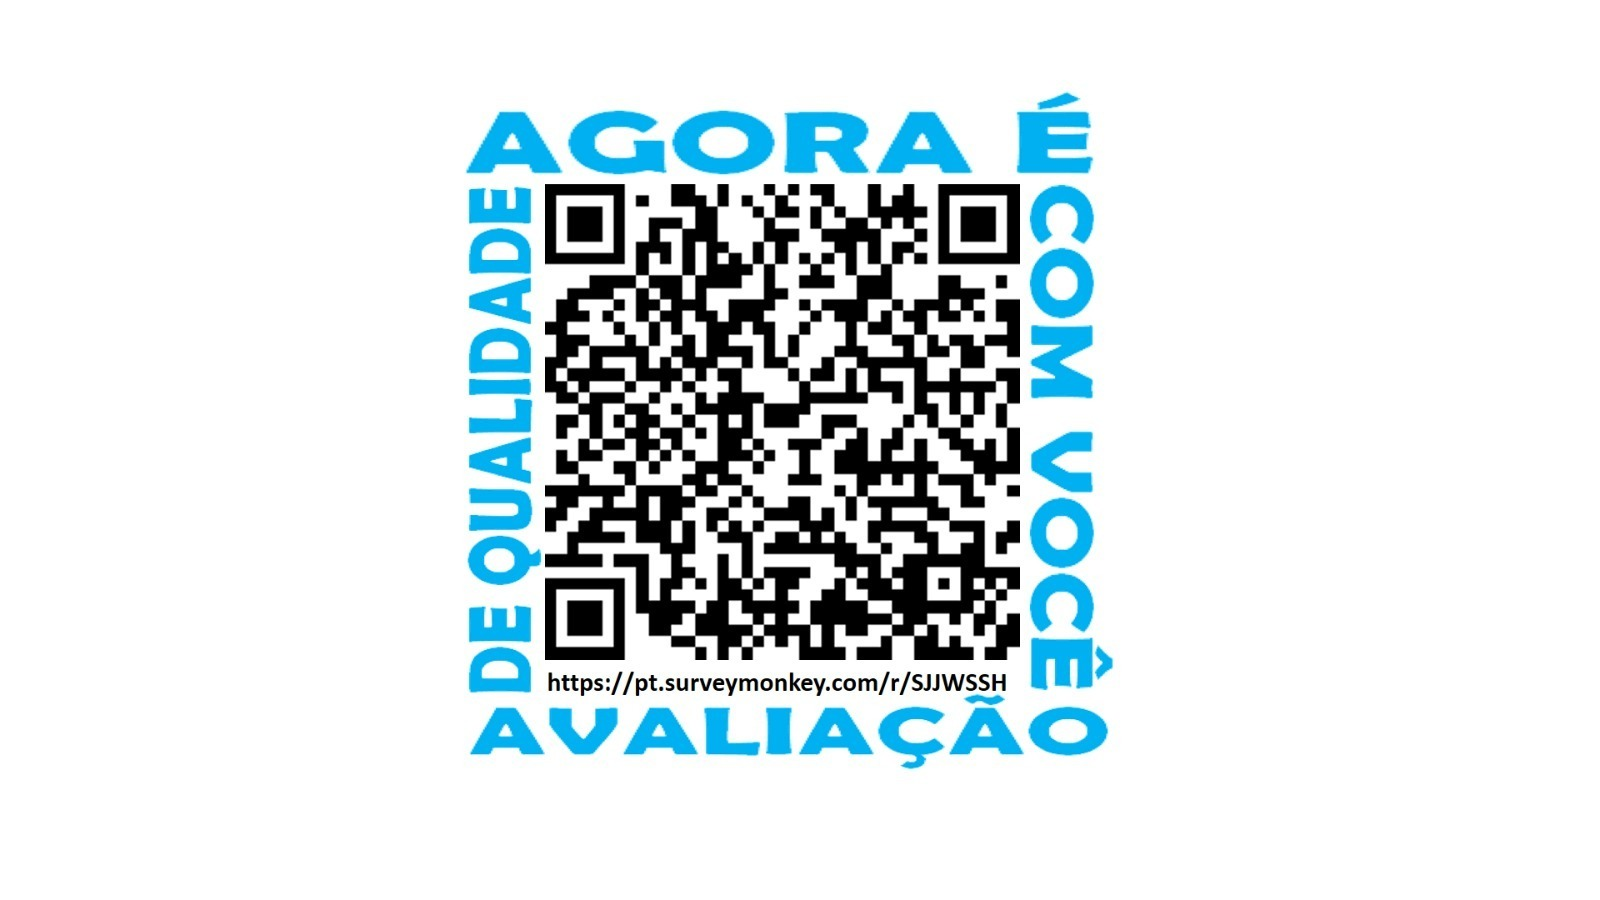 AGORA É
COM VOCÊ
AVALIAÇÃO
DE QUALIDADE
https://pt.surveymonkey.com/r/SJJWSSH